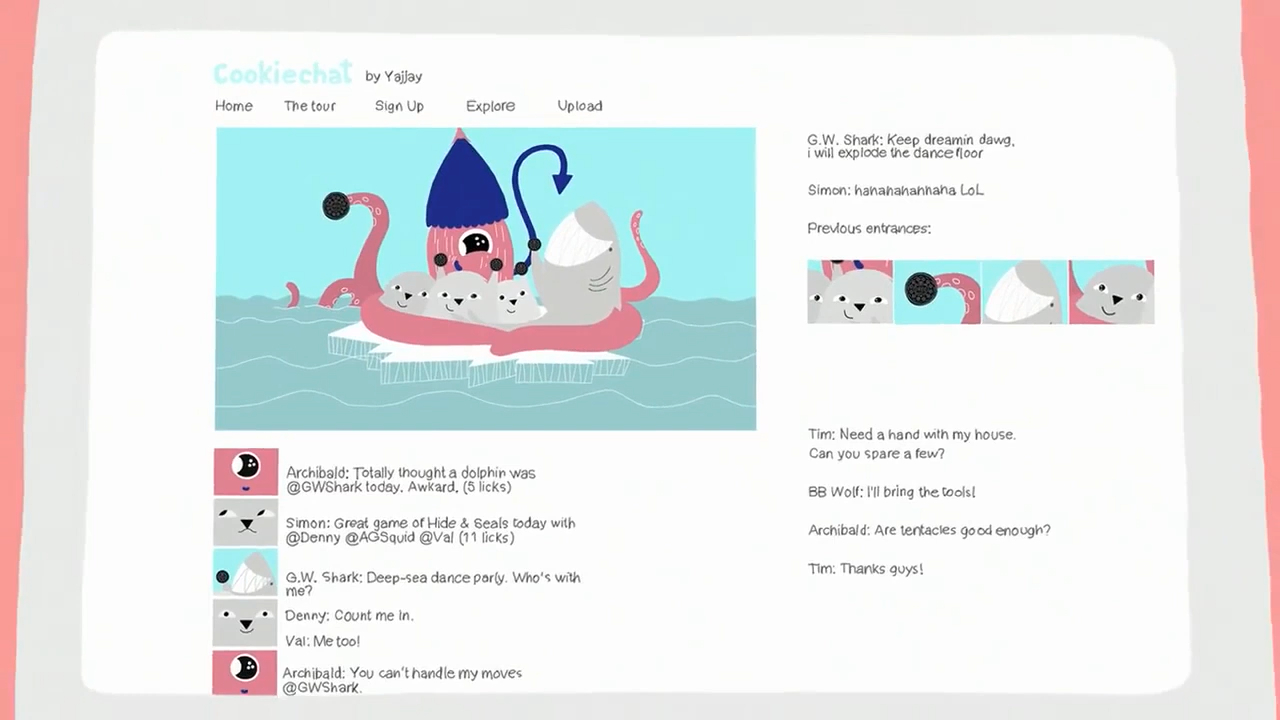 Cookiechat by Yajjay
Home The tour Sign Up Explore Upload
Archibald: Totally thought a dolphin was
@GWShark today. Awkard. (5 licks)
Simon: Great game of Hide & Seals today with
@Denny @AGSquid @Val (11 licks)
G.W. Shark: Deep-sea dance party. Who's with
me?
Denny: Count me in.
Val: Me too!
Archibald: You can't handle my moves
@GWShark.
G.W. Shark: Keep dreamin dawg,
i will explode the dancefloor
Simon: hahahahahhaha LoL
Previous entrances:
Tim: Need a hand with my house.
Can you spare a few?
BB Wolf: I'll bring the tools!
Archibald: Are tentacles good enough?
Tim: Thanks guys!